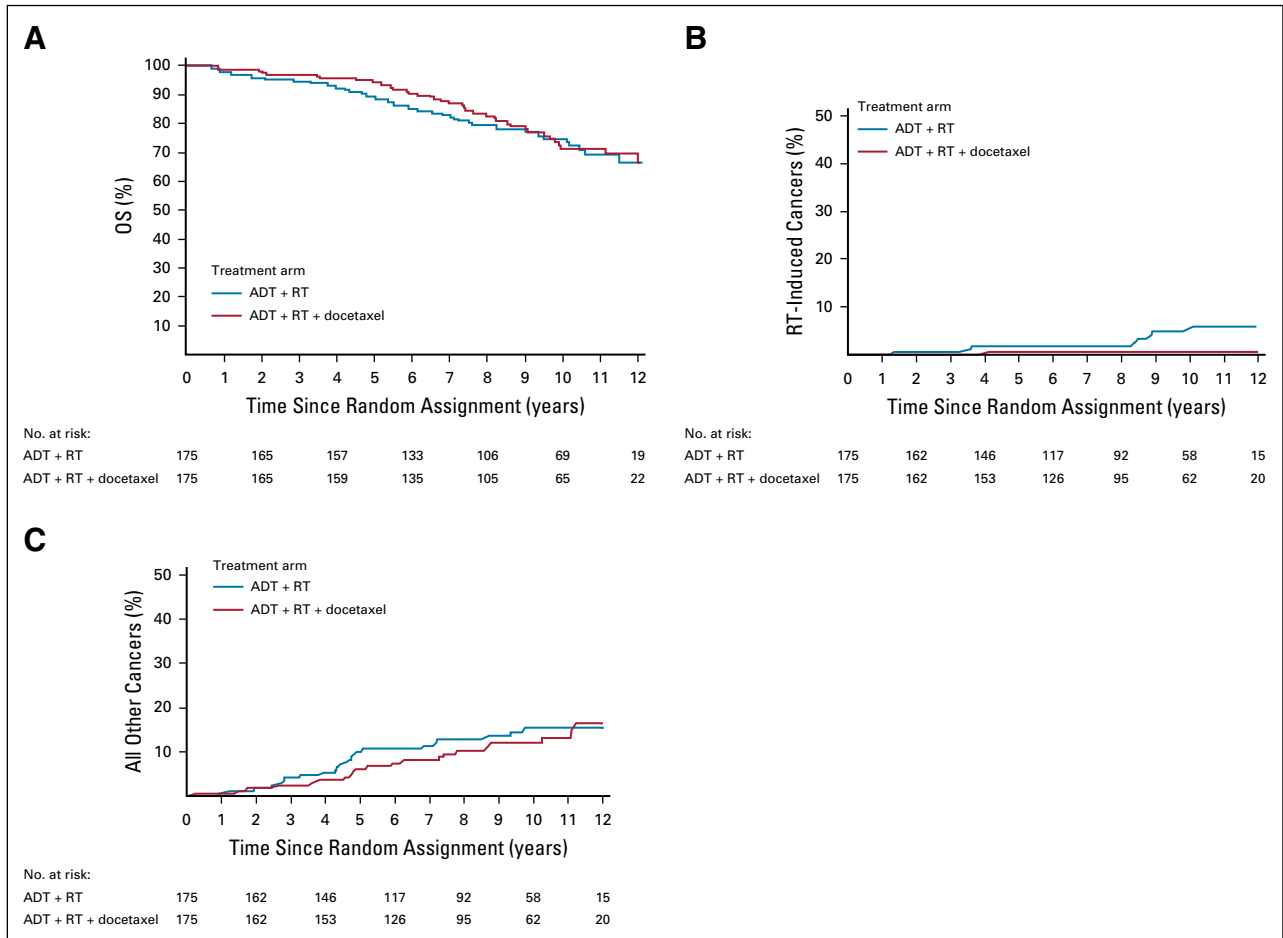 A
OS (%)
100
90
80
70
60
50
40
30
20
10
Treatment arm
ADT + RT
ADT + RT + docetaxel
0 1 2 3 4 5 6 7 8 9 10 11 12
Time Since Random Assignment (years)
No. at risk:
ADT + RT 175 165 157 133 106 69 19
ADT + RT + docetaxel 175 165 159 135 105 65 22
B
RT-Induced Cancers (%)
50
40
30
20
10
Treatment arm
ADT + RT
ADT + RT + docetaxel
0 1 2 3 4 5 6 7 8 9 10 11 12
Time Since Random Assignment (years)
No. at risk:
ADT + RT 175 162 146 117 92 58 15
ADT + RT + docetaxel 175 162 153 126 95 62 20
C
All Other Cancers (%)
50
40
30
20
10
Treatment arm
ADT + RT
ADT + RT + docetaxel
0 1 2 3 4 5 6 7 8 9 10 11 12
Time Since Random Assignment (years)
No. at risk:
ADT + RT 175 162 146 117 92 58 15
ADT + RT + docetaxel 175 162 153 126 95 62 20